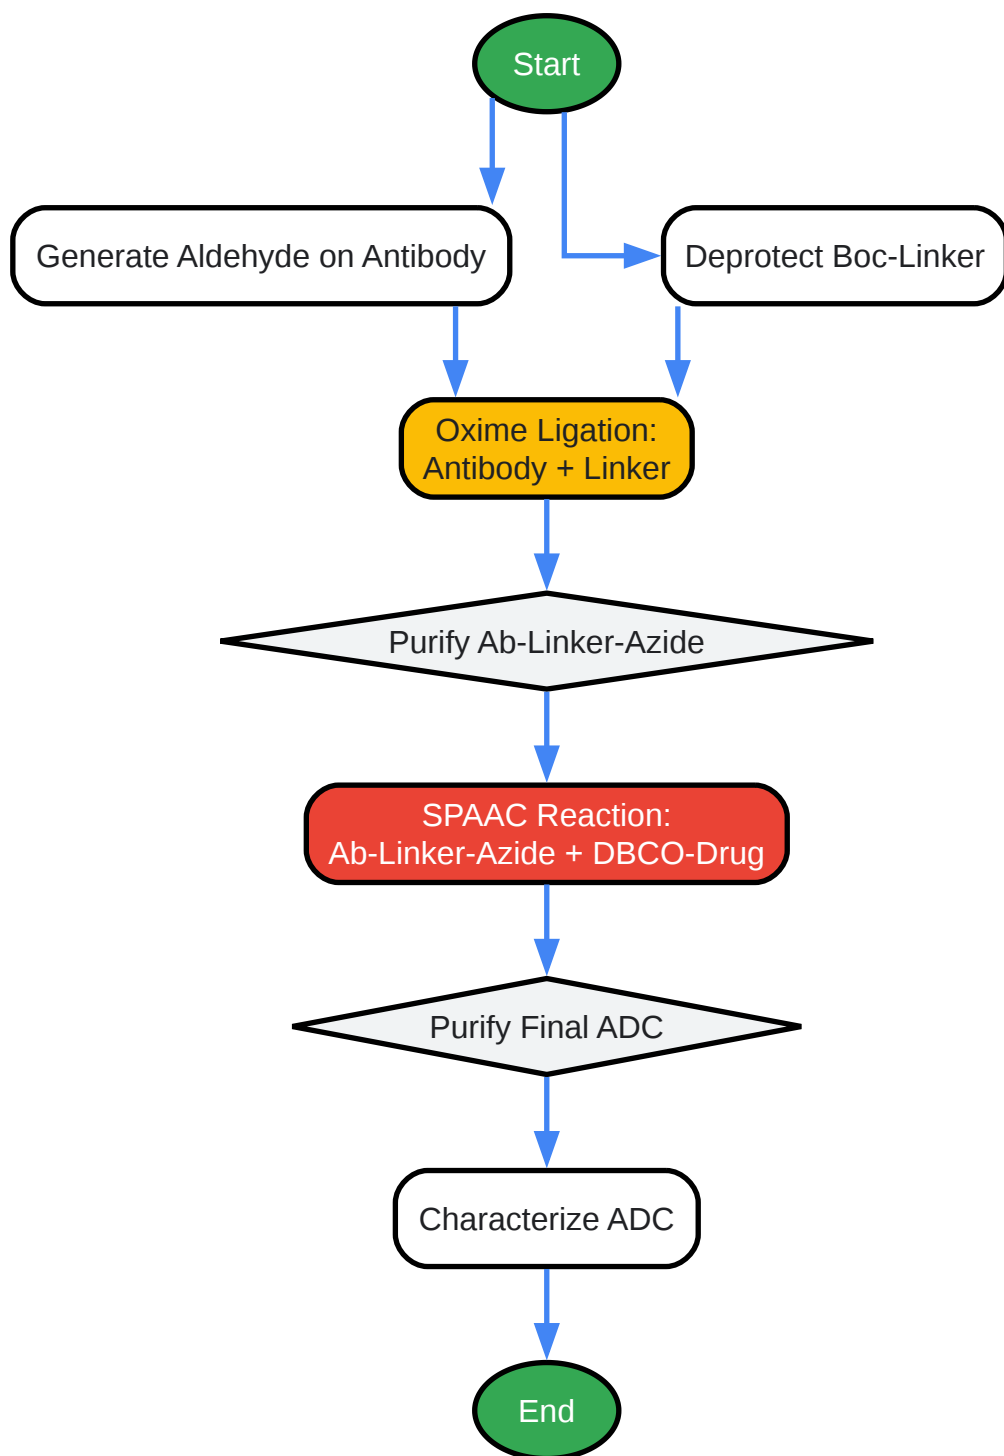 Start
Generate Aldehyde on Antibody
Deprotect Boc-Linker
Oxime Ligation:
Antibody + Linker
Purify Ab-Linker-Azide
SPAAC Reaction:
Ab-Linker-Azide + DBCO-Drug
Purify Final ADC
Characterize ADC
End